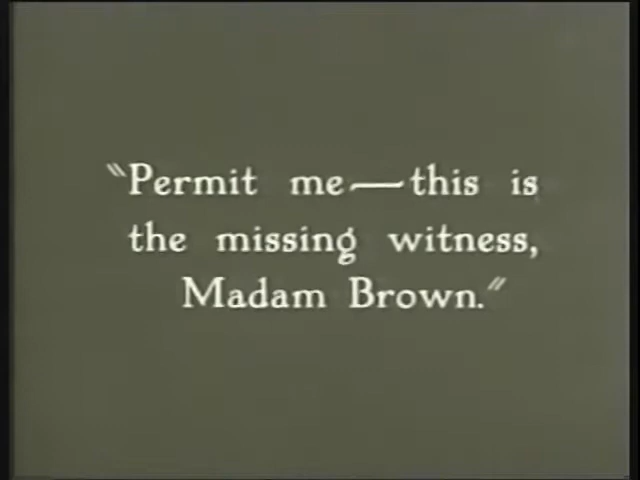 "Permit me—this is
the missing witness,
Madam Brown."